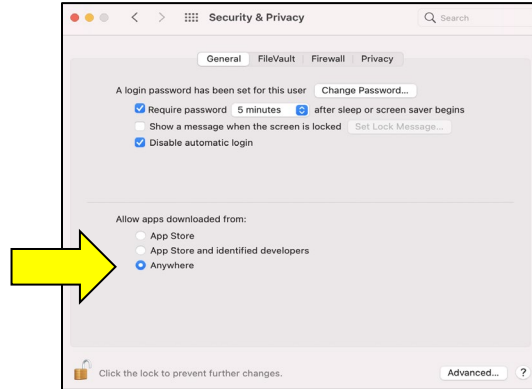 Security & Privacy
Search
General FileVault Firewall Privacy
A login password has been set for this user Change Password...
Require password 5 minutes after sleep or screen saver begins
Show a message when the screen is locked Set Lock Message...
Disable automatic login
Allow apps downloaded from:
App Store
App Store and identified developers
Anywhere
Click the lock to prevent further changes.
Advanced... ?